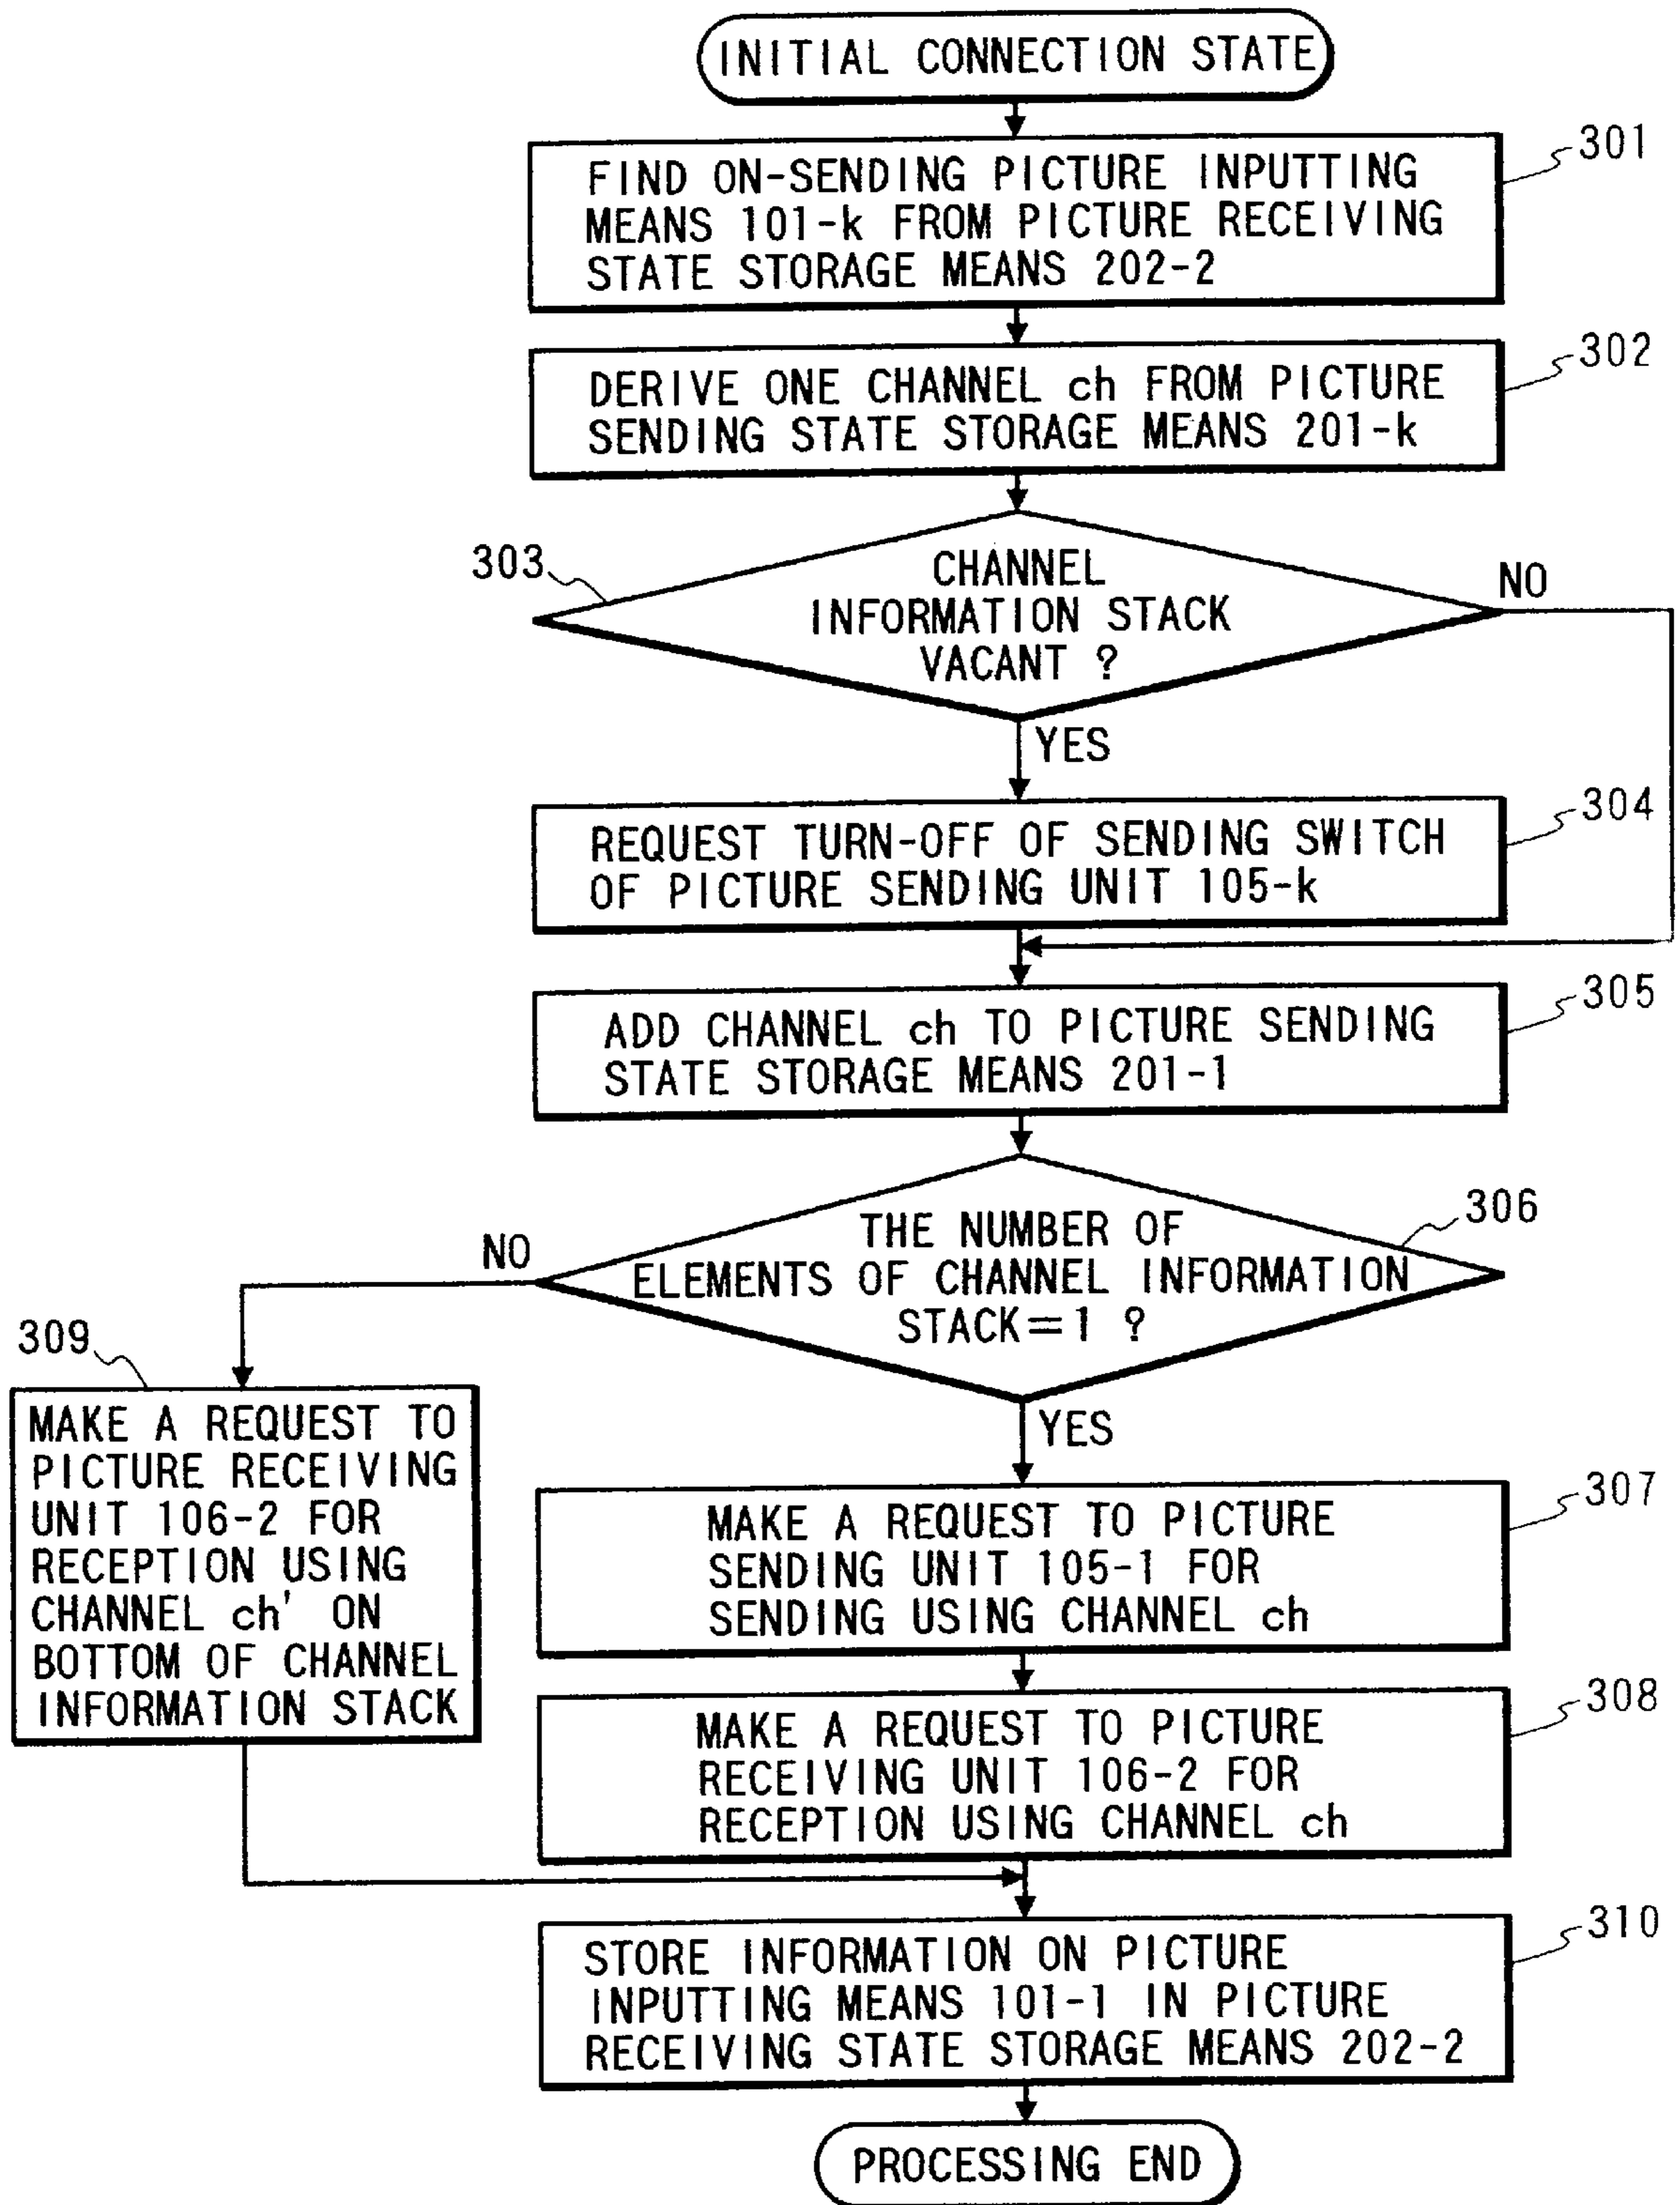 INITIAL CONNECTION STATE
301
FIND ON-SENDING PICTURE INPUTTING
MEANS 101-k FROM PICTURE RECEIVING
STATE STORAGE MEANS 202-2
302
DERIVE ONE CHANNEL ch FROM PICTURE
SENDING STATE STORAGE MEANS 201-k
303
CHANNEL
INFORMATION STACK
VACANT ?
NO
YES
304
REQUEST TURN-OFF OF SENDING SWITCH
OF PICTURE SENDING UNIT 105-k
305
ADD CHANNEL ch TO PICTURE SENDING
STATE STORAGE MEANS 201-1
306
THE NUMBER OF
ELEMENTS OF CHANNEL INFORMATION
STACK=1 ?
NO
YES
309
MAKE A REQUEST TO
PICTURE RECEIVING
UNIT 106-2 FOR
RECEPTION USING
CHANNEL ch' ON
BOTTOM OF CHANNEL
INFORMATION STACK
307
MAKE A REQUEST TO PICTURE
SENDING UNIT 105-1 FOR
SENDING USING CHANNEL ch
308
MAKE A REQUEST TO PICTURE
RECEIVING UNIT 106-2 FOR
RECEPTION USING CHANNEL ch
310
STORE INFORMATION ON PICTURE
INPUTTING MEANS 101-1 IN PICTURE
RECEIVING STATE STORAGE MEANS 202-2
PROCESSING END